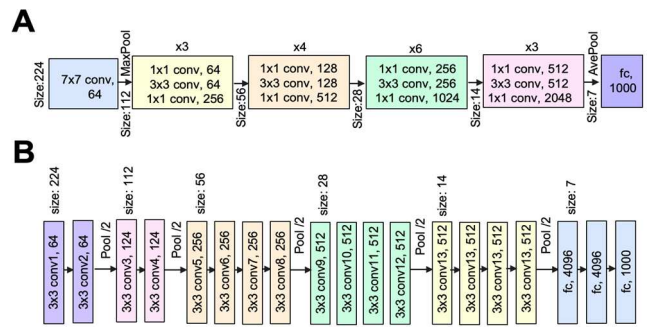 A
x3
x4
x6
x3
Size:224
7x7 conv,
64
MaxPool
Size:112
1x1 conv, 64
3x3 conv, 64
1x1 conv, 256
Size:56
1x1 conv, 128
3x3 conv, 128
1x1 conv, 512
Size:28
1x1 conv, 256
3x3 conv, 256
1x1 conv, 1024
Size:14
1x1 conv, 512
3x3 conv, 512
1x1 conv, 2048
AvePool
Size:7
fc,
1000
B
size: 224
3x3 conv1, 64
3x3 conv2, 64
Pool /2
size: 112
3x3 conv3, 124
3x3 conv4, 124
Pool /2
size: 56
3x3 conv5, 256
3x3 conv6, 256
3x3 conv7, 256
3x3 conv8, 256
Pool /2
size: 28
3x3 conv9, 512
3x3 conv10, 512
3x3 conv11, 512
3x3 conv12, 512
Pool /2
size: 14
3x3 conv13, 512
3x3 conv13, 512
3x3 conv13, 512
3x3 conv13, 512
Pool /2
size: 7
fc, 4096
fc, 4096
fc, 1000